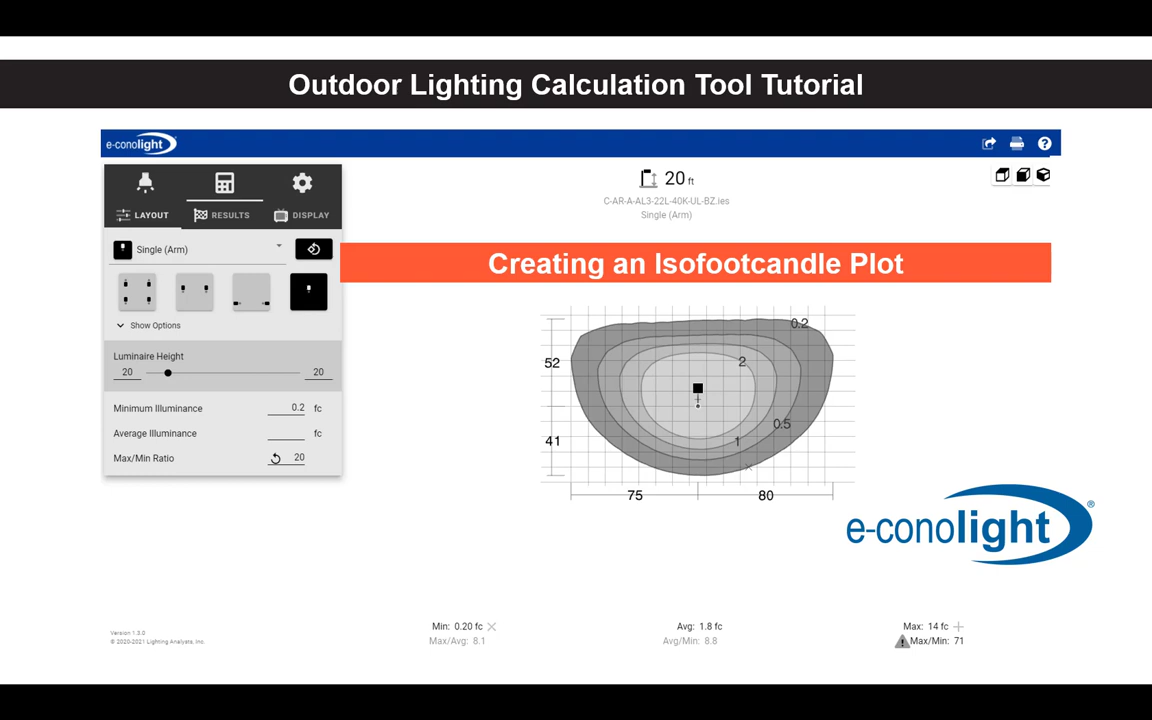 Outdoor Lighting Calculation Tool Tutorial
e-conolight
20 ft
C-AR-A-AL3-22L-40K-UL-BZ.ies
Single (Arm)
LAYOUT RESULTS DISPLAY
Single (Arm)
Creating an Isofootcandle Plot
Show Options
Luminaire Height
20 20
Minimum Illuminance 0.2 fc
Average Illuminance fc
Max/Min Ratio 20
0.2
52
2
0.5
41
1
75 80
e-conolight®
Min: 0.20 fc
Max/Avg: 8.1
Avg: 1.8 fc
Avg/Min: 8.8
Max: 14 fc
Max/Min: 71
Version 1.3.0
© 2020-2021 Lighting Analysts, Inc.